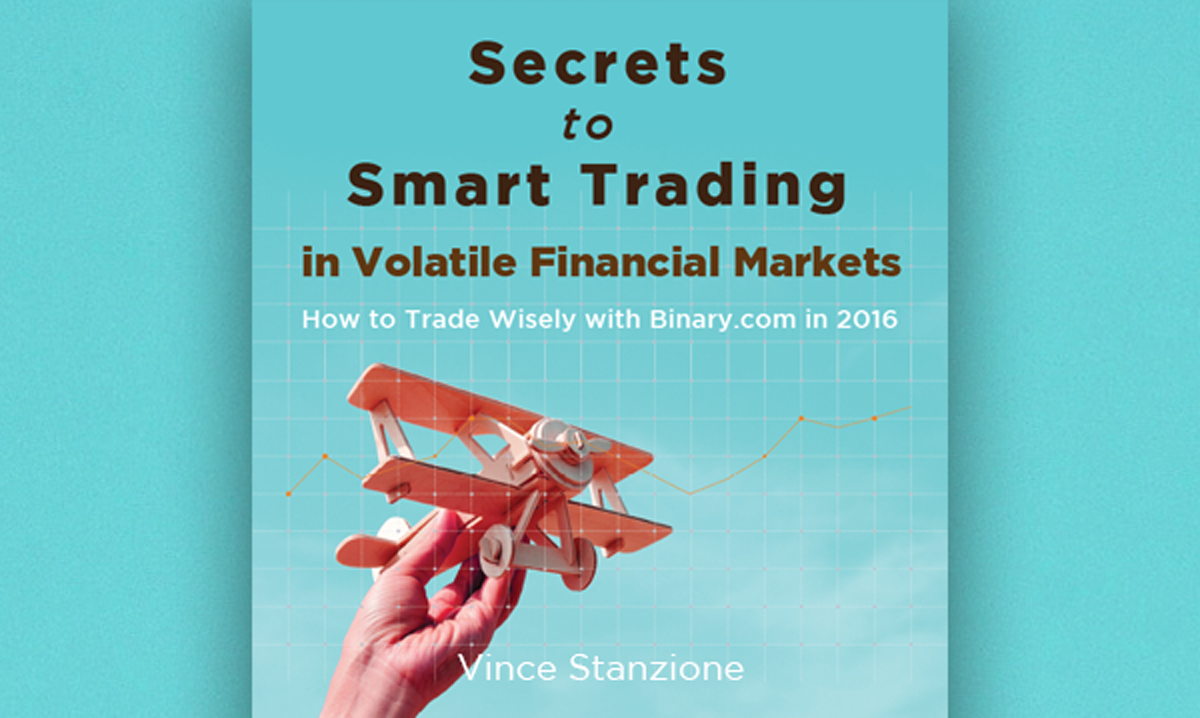 Secrets
to
Smart Trading
in Volatile Financial Markets
How to Trade Wisely with Binary.com in 2016
Vince Stanzione